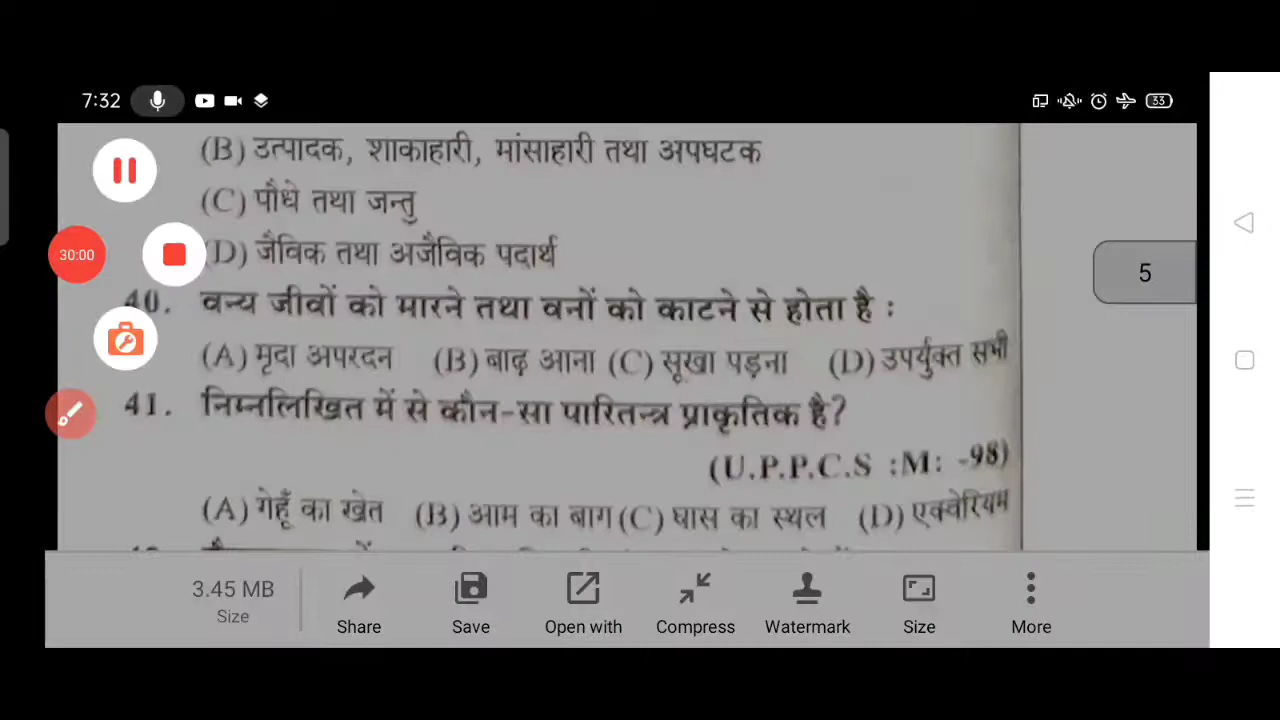 7:32
33
(B) उत्पादक, शाकाहारी, मांसाहारी तथा अपघटक
(C) पौधे तथा जन्तु
30:00
(D) जैविक तथा अजैविक पदार्थ
5
40. वन्य जीवों को मारने तथा वनों को काटने से होता है :
(A) मृदा अपरदन (B) बाढ़ आना (C) सूखा पड़ना (D) उपर्युक्त सभी
41. निम्नलिखित में से कौन-सा पारितन्त्र प्राकृतिक है?
(U.P.P.C.S :M: -98)
(A) गेहूँ का खेत (B) आम का बाग (C) घास का स्थल (D) एक्वेरियम
3.45 MB
Size
Share
Save
Open with
Compress
Watermark
Size
More